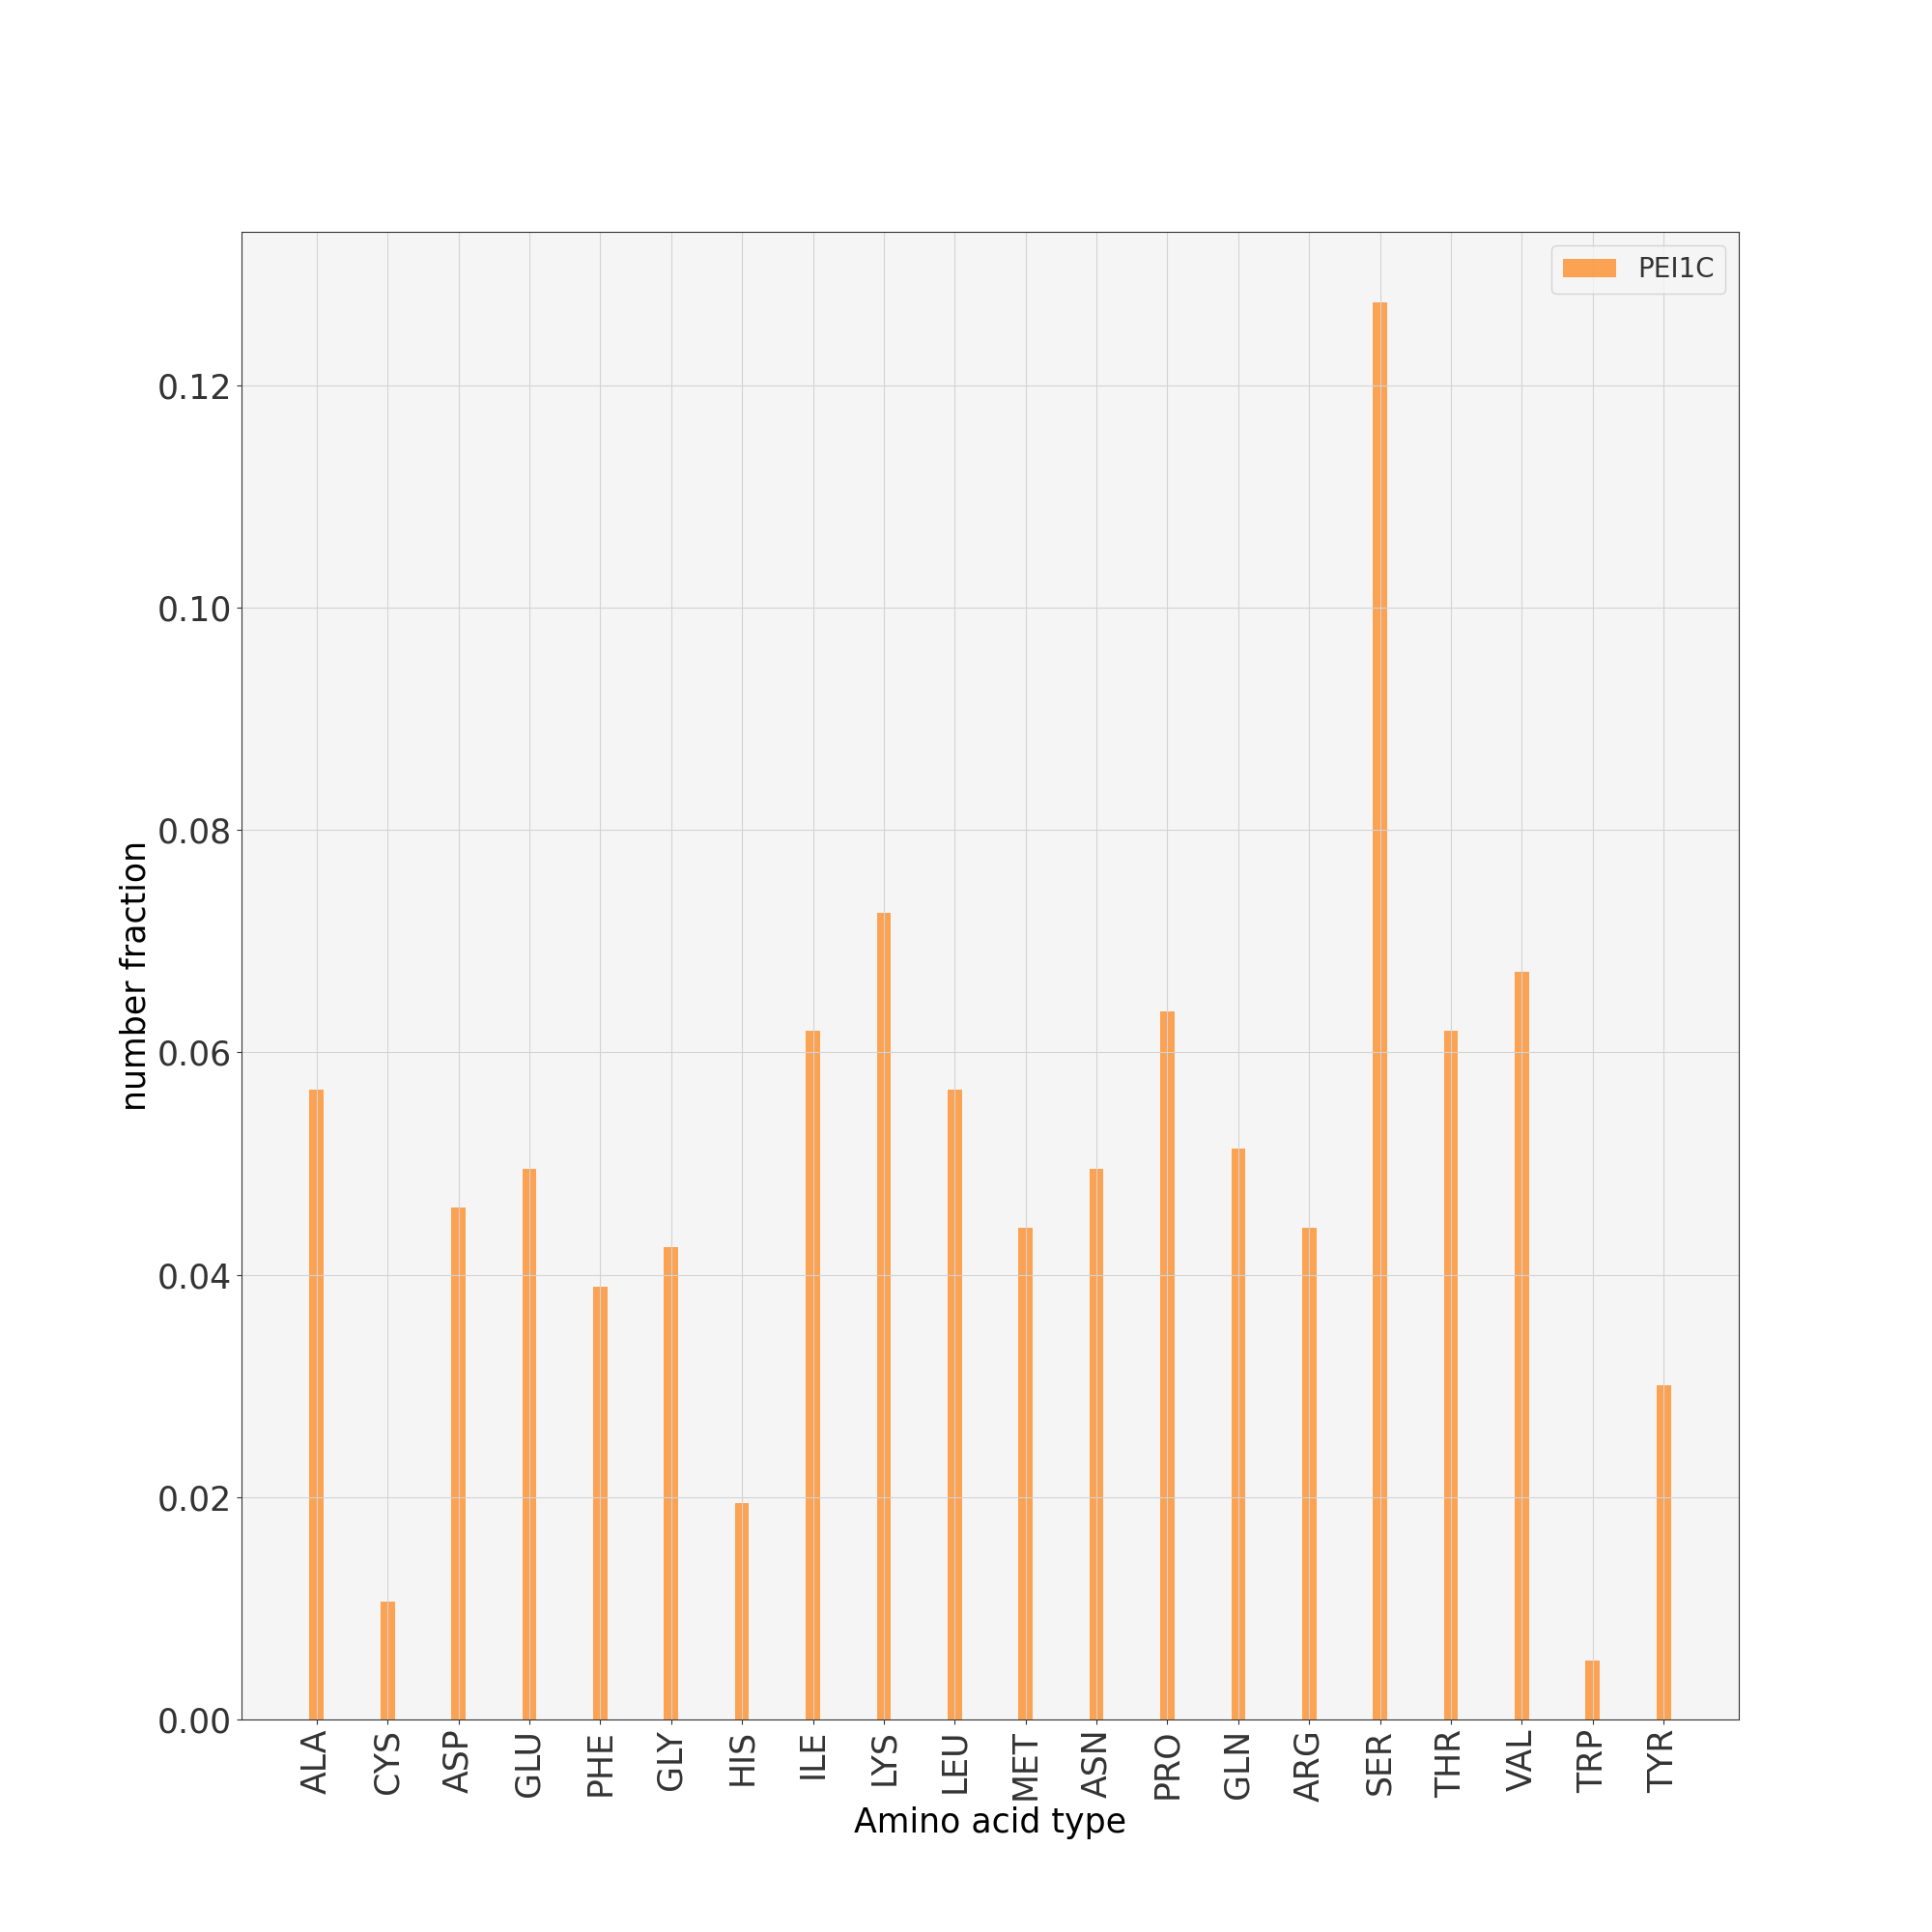 PEI1C
0.12
0.10
0.08
0.06
0.04
0.02
0.00
number fraction
ALA CYS ASP GLU PHE GLY HIS ILE LYS LEU MET ASN PRO GLN ARG SER THR VAL TRP TYR
Amino acid type